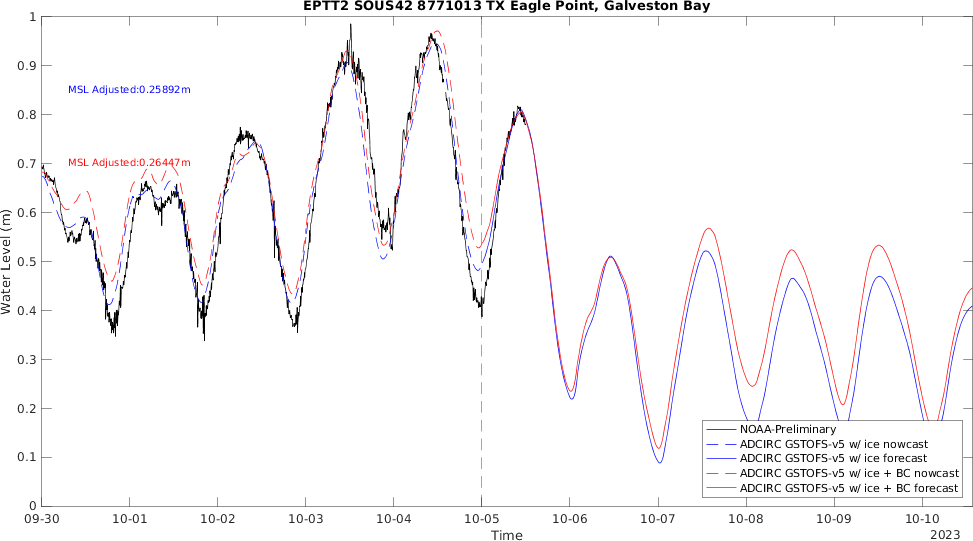 EPTT2 SOUS42 8771013 TX Eagle Point, Galveston Bay
1
0.9
0.8
0.7
0.6
0.5
0.4
0.3
0.2
0.1
0
Water Level (m)
MSL Adjusted:0.25892m
MSL Adjusted:0.26447m
NOAA-Preliminary
ADCIRC GSTOFS-v5 w/ ice nowcast
ADCIRC GSTOFS-v5 w/ ice forecast
ADCIRC GSTOFS-v5 w/ ice + BC nowcast
ADCIRC GSTOFS-v5 w/ ice + BC forecast
09-30 10-01 10-02 10-03 10-04 10-05 10-06 10-07 10-08 10-09 10-10
Time
2023